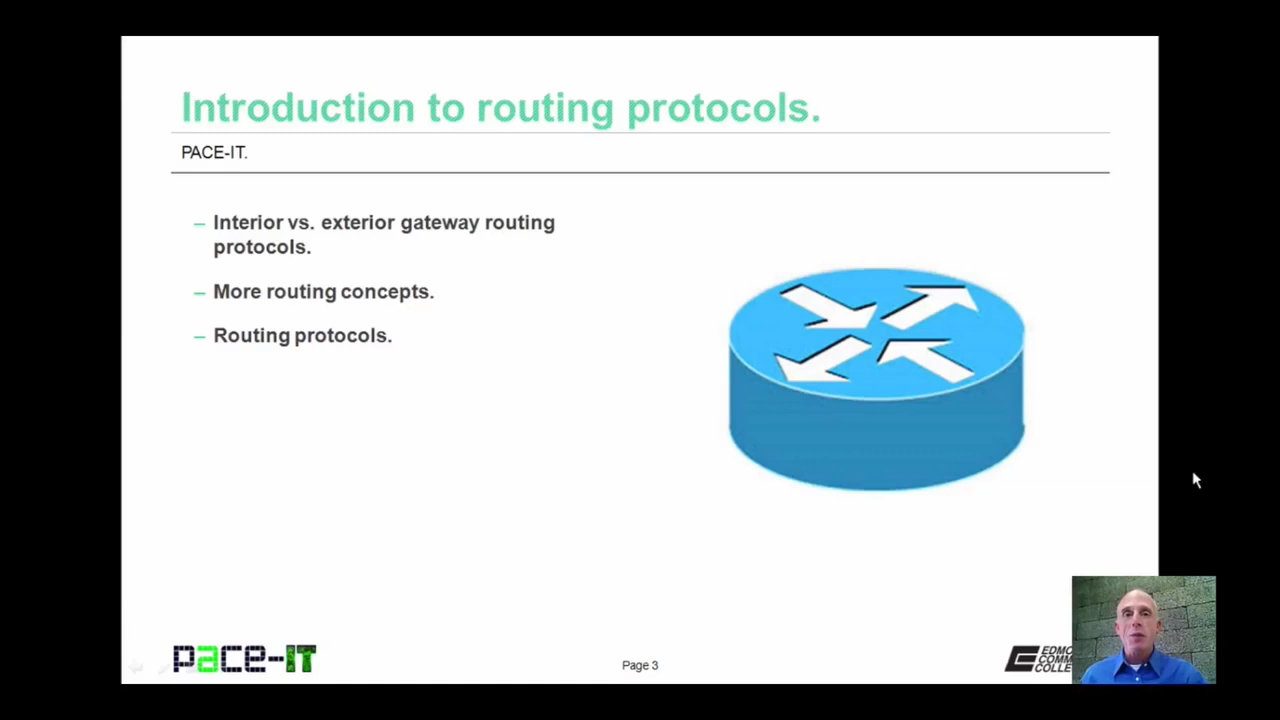 Introduction to routing protocols.
PACE-IT.
– Interior vs. exterior gateway routing
protocols.
– More routing concepts.
– Routing protocols.
pace-IT
Page 3